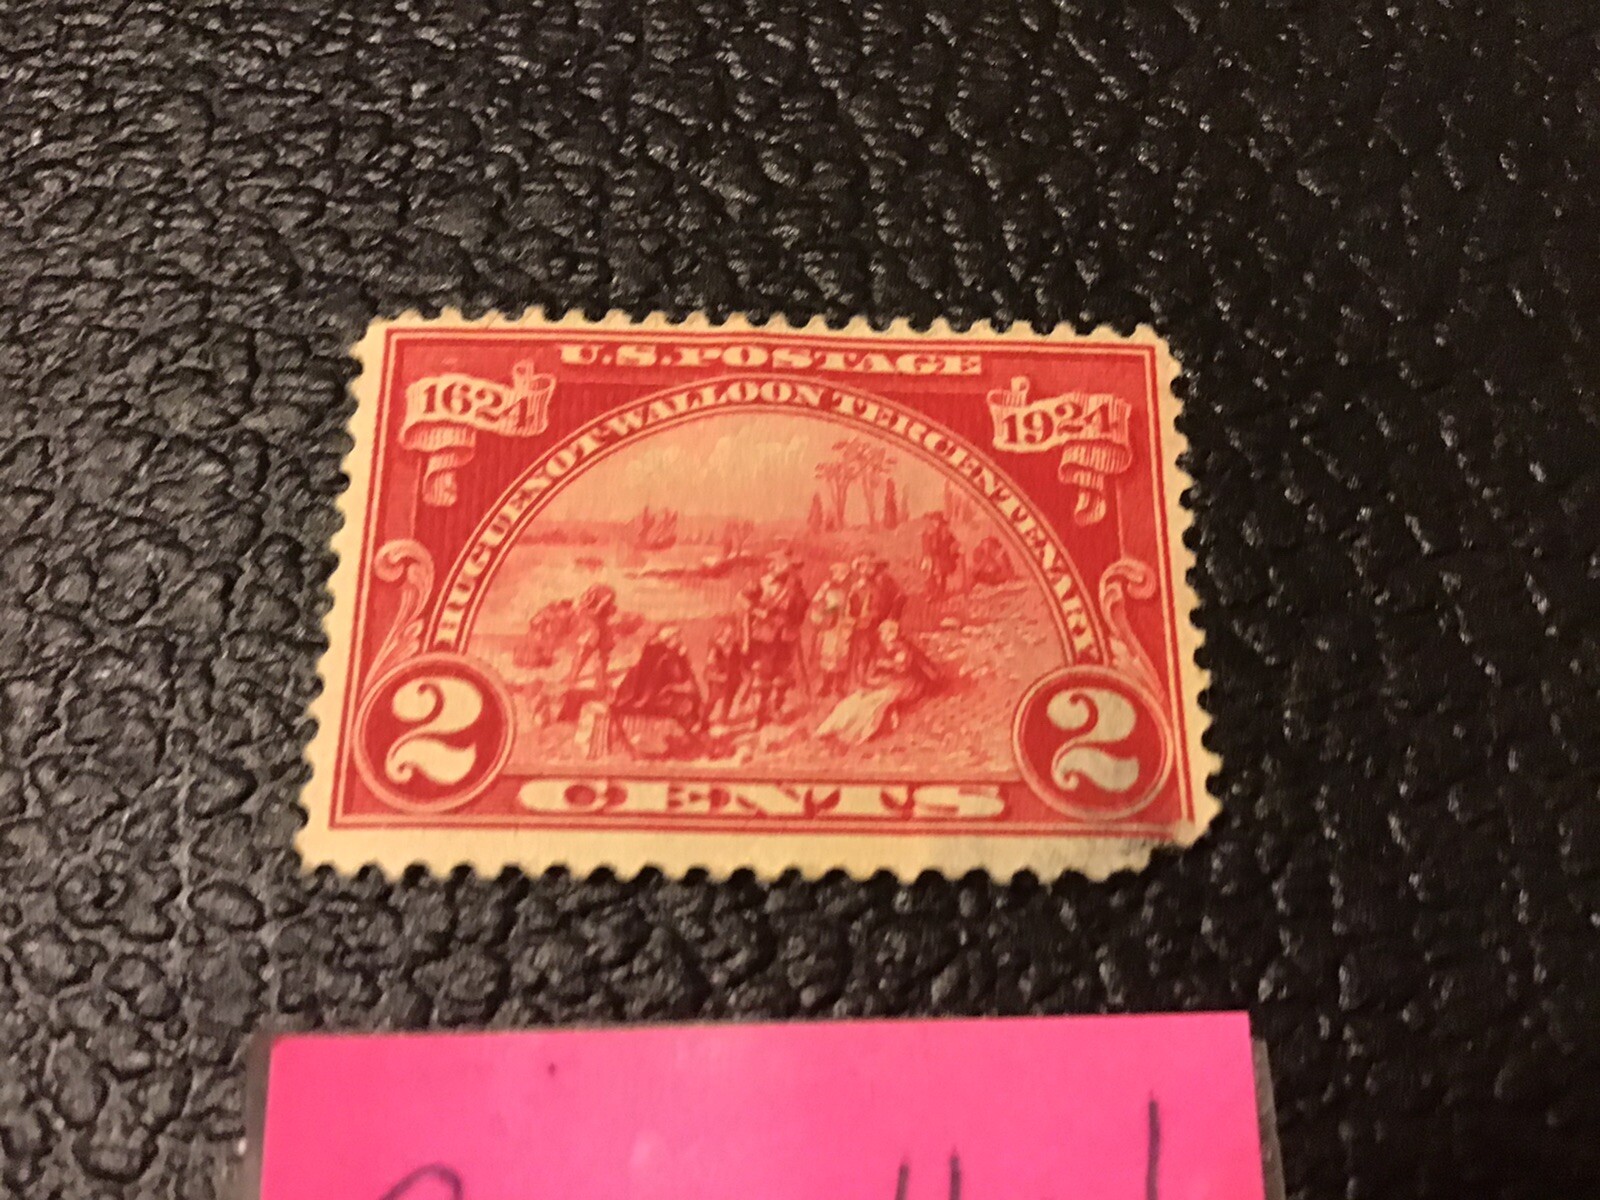 U.S. POSTAGE
1624
1924
HUGUENOT WALLOON TERCENTENARY
2
2
CENTS